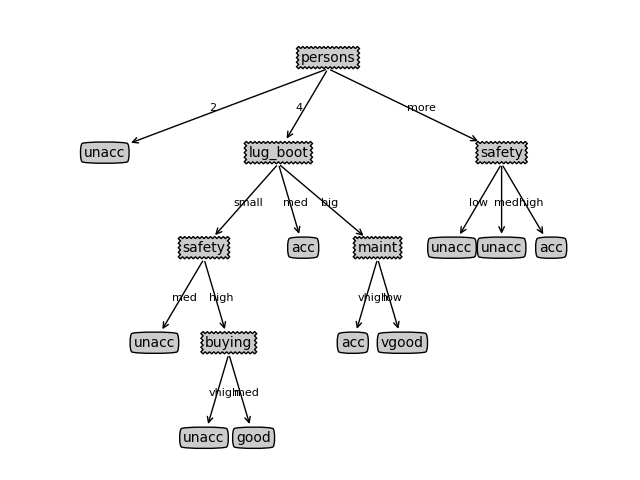 persons
2 4 more
unacc lug_boot safety
small med big low med high
safety acc maint unacc unacc acc
med high vhigh low
unacc buying acc vgood
vhigh med
unacc good